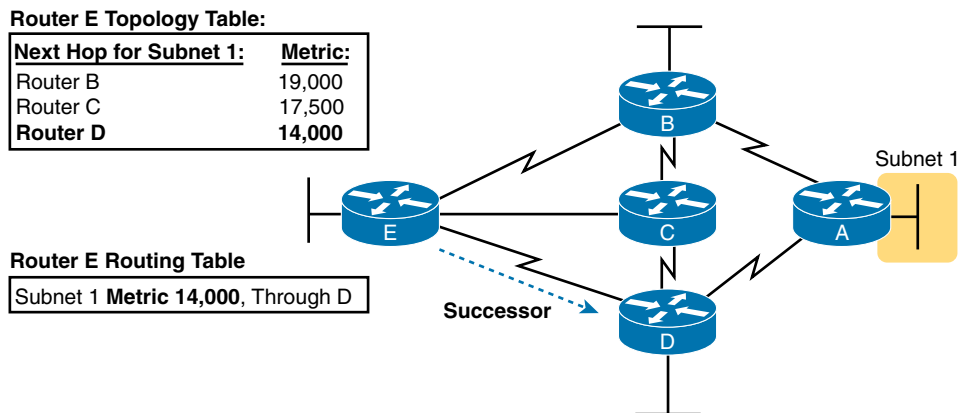 Router E Topology Table:
Next Hop for Subnet 1: Metric:
Router B 19,000
Router C 17,500
Router D 14,000
B
Subnet 1
E
C
A
Router E Routing Table
Subnet 1 Metric 14,000, Through D
Successor
D